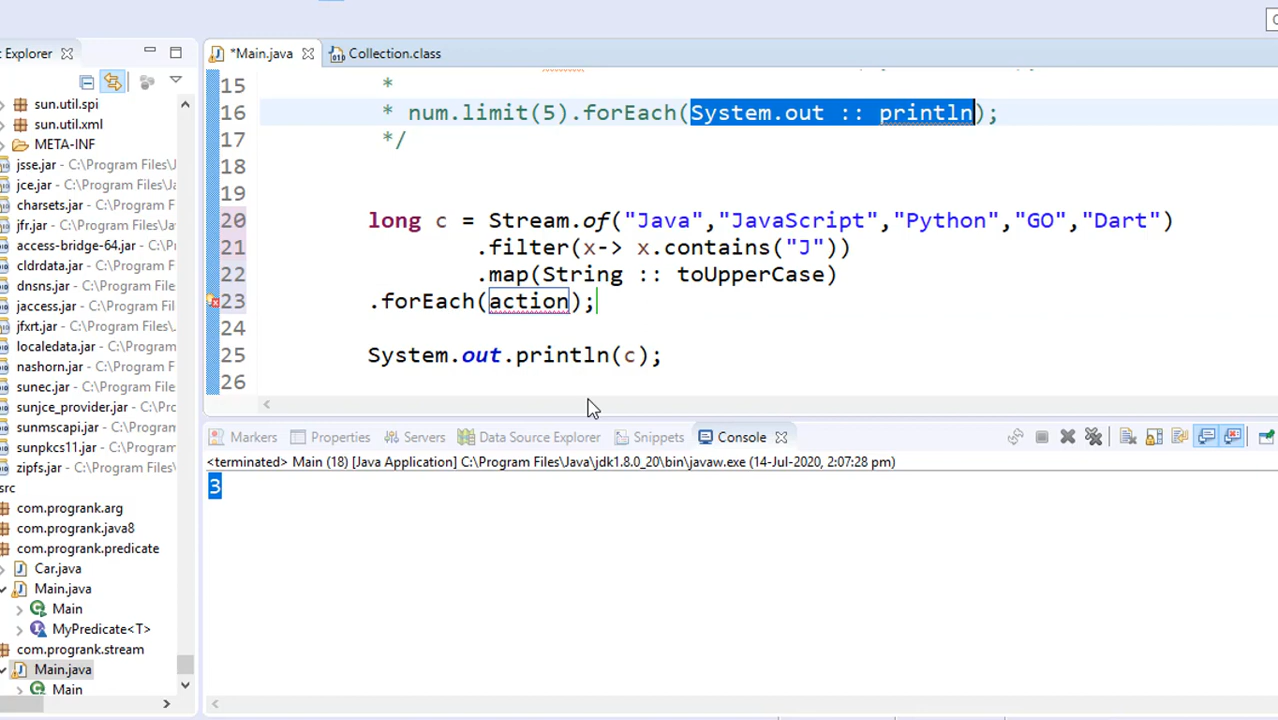 t Explorer
*Main.java
Collection.class
sun.util.spi
sun.util.xml
META-INF
jsse.jar - C:\Program Files\J
jce.jar - C:\Program Files\Ja
charsets.jar - C:\Program Fil
jfr.jar - C:\Program Files\Ja
access-bridge-64.jar - C:\Pr
cldrdata.jar - C:\Program Fi
dnsns.jar - C:\Program Files
jaccess.jar - C:\Program File
jfxrt.jar - C:\Program Files\
localedata.jar - C:\Program
nashorn.jar - C:\Program Fil
sunec.jar - C:\Program Files
sunjce_provider.jar - C:\Prc
sunmscapi.jar - C:\Program
sunpkcs11.jar - C:\Program
zipfs.jar - C:\Program Files\
src
com.progrank.arg
com.progrank.java8
com.progrank.predicate
Car.java
Main.java
Main
MyPredicate<T>
com.progrank.stream
Main.java
Main
15 *
16 * num.limit(5).forEach(System.out :: println);
17 */
18
19
20 long c = Stream.of("Java","JavaScript","Python","GO","Dart")
21 .filter(x-> x.contains("J"))
22 .map(String :: toUpperCase)
23 .forEach(action);
24
25 System.out.println(c);
26
Markers Properties Servers Data Source Explorer Snippets Console
<terminated> Main (18) [Java Application] C:\Program Files\Java\jdk1.8.0_20\bin\javaw.exe (14-Jul-2020, 2:07:28 pm)
3